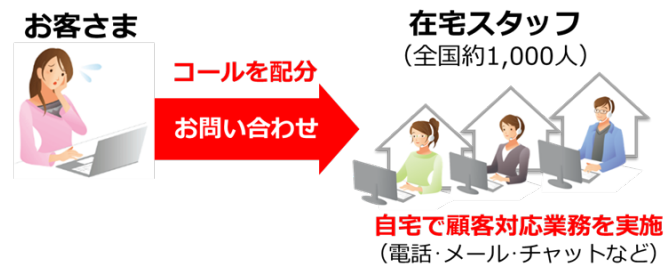 お客さま
コールを配分
お問い合わせ
在宅スタッフ
（全国約1,000人）
自宅で顧客対応業務を実施
（電話･メール･チャットなど）